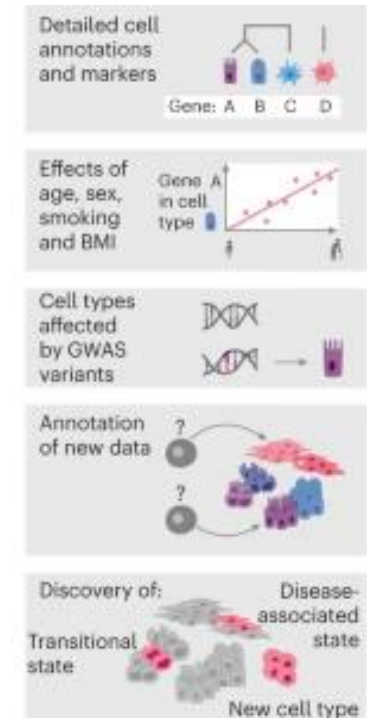 Detailed cell
annotations
and markers
Gene: A B C D
Effects of
age, sex,
smoking
and BMI
Gene A
in cell
type
Cell types
affected
by GWAS
variants
Annotation
of new data
?
?
Discovery of:
Disease-
associated
state
Transitional
state
New cell type